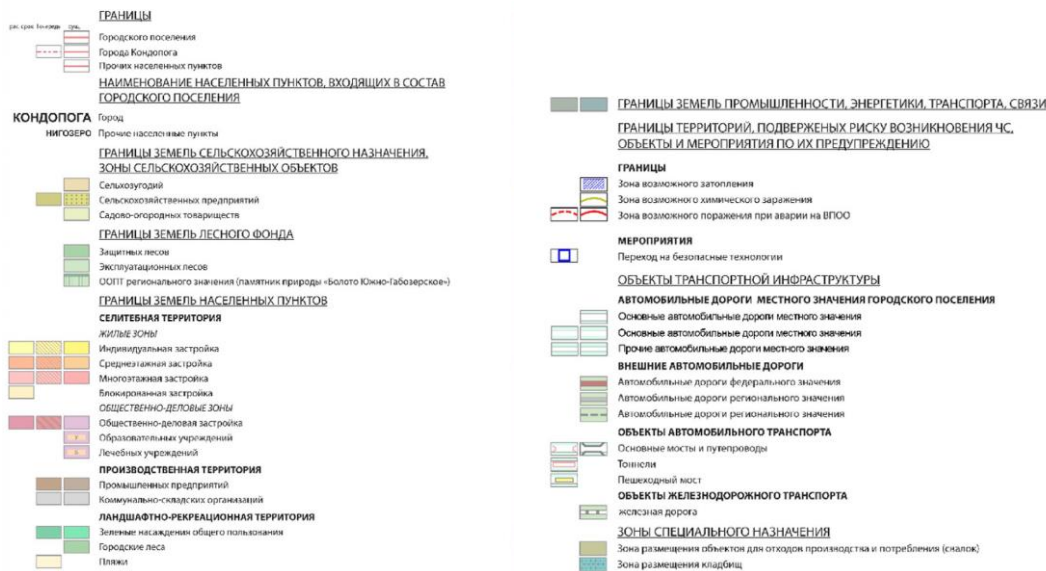 ГРАНИЦЫ
рас. срок 1очередь сущ.
Городского поселения
Города Кондопога
Прочих населенных пунктов
НАИМЕНОВАНИЕ НАСЕЛЕННЫХ ПУНКТОВ, ВХОДЯЩИХ В СОСТАВ
ГОРОДСКОГО ПОСЕЛЕНИЯ
КОНДОПОГА Город
НИГОЗЕРО Прочие населенные пункты
ГРАНИЦЫ ЗЕМЕЛЬ СЕЛЬСКОХОЗЯЙСТВЕННОГО НАЗНАЧЕНИЯ,
ЗОНЫ СЕЛЬСКОХОЗЯЙСТВЕННЫХ ОБЪЕКТОВ
Сельхозугодий
Сельскохозяйственных предприятий
Садово-огородных товариществ
ГРАНИЦЫ ЗЕМЕЛЬ ЛЕСНОГО ФОНДА
Защитных лесов
Эксплуатационных лесов
ООПТ регионального значения (памятник природы «Болото Южно-Габозерское»)
ГРАНИЦЫ ЗЕМЕЛЬ НАСЕЛЕННЫХ ПУНКТОВ
СЕЛИТЕБНАЯ ТЕРРИТОРИЯ
ЖИЛЫЕ ЗОНЫ
Индивидуальная застройка
Среднеэтажная застройка
Многоэтажная застройка
Блокированная застройка
ОБЩЕСТВЕННО-ДЕЛОВЫЕ ЗОНЫ
Общественно-деловая застройка
Образовательных учреждений
Лечебных учреждений
ПРОИЗВОДСТВЕННАЯ ТЕРРИТОРИЯ
Промышленных предприятий
Коммунально-складских организаций
ЛАНДШАФТНО-РЕКРЕАЦИОННАЯ ТЕРРИТОРИЯ
Зеленые насаждения общего пользования
Городские леса
Пляжи
ГРАНИЦЫ ЗЕМЕЛЬ ПРОМЫШЛЕННОСТИ, ЭНЕРГЕТИКИ, ТРАНСПОРТА, СВЯЗИ
ГРАНИЦЫ ТЕРРИТОРИЙ, ПОДВЕРЖЕНЫХ РИСКУ ВОЗНИКНОВЕНИЯ ЧС,
ОБЪЕКТЫ И МЕРОПРИЯТИЯ ПО ИХ ПРЕДУПРЕЖДЕНИЮ
ГРАНИЦЫ
Зона возможного затопления
Зона возможного химического заражения
Зона возможного поражения при аварии на ВПОО
МЕРОПРИЯТИЯ
Переход на безопасные технологии
ОБЪЕКТЫ ТРАНСПОРТНОЙ ИНФРАСТРУКТУРЫ
АВТОМОБИЛЬНЫЕ ДОРОГИ МЕСТНОГО ЗНАЧЕНИЯ ГОРОДСКОГО ПОСЕЛЕНИЯ
Основные автомобильные дороги местного значения
Основные автомобильные дороги местного значения
Прочие автомобильные дороги местного значения
ВНЕШНИЕ АВТОМОБИЛЬНЫЕ ДОРОГИ
Автомобильные дороги федерального значения
Автомобильные дороги регионального значения
Автомобильные дороги регионального значения
ОБЪЕКТЫ АВТОМОБИЛЬНОГО ТРАНСПОРТА
Основные мосты и путепроводы
Тоннели
Пешеходный мост
ОБЪЕКТЫ ЖЕЛЕЗНОДОРОЖНОГО ТРАНСПОРТА
железная дорога
ЗОНЫ СПЕЦИАЛЬНОГО НАЗНАЧЕНИЯ
Зона размещения объектов для отходов производства и потребления (свалок)
Зона размещения кладбищ